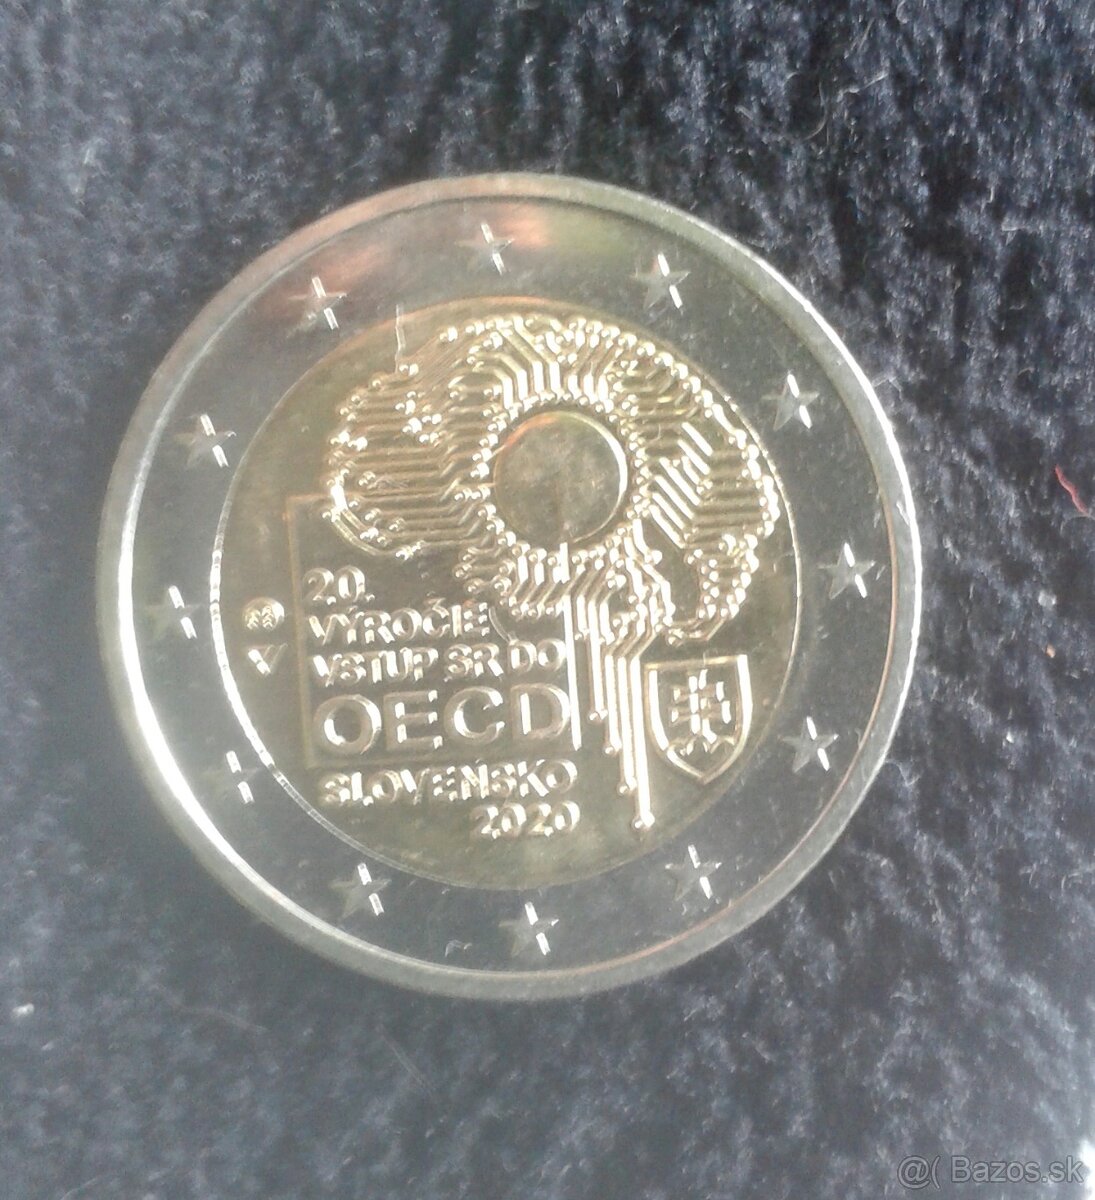 20.
VÝROČIE
VSTUP SR DO
OECD
SLOVENSKO
2020
@( Bazos.sk